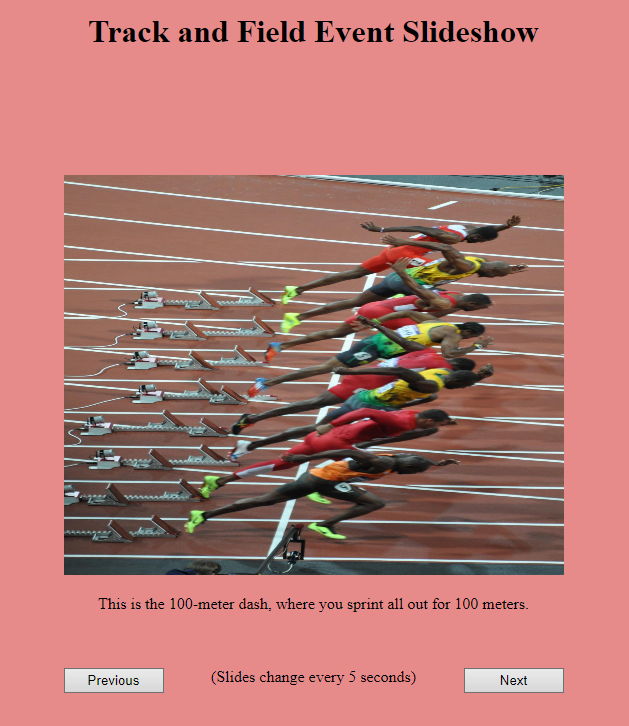 Track and Field Event Slideshow
This is the 100-meter dash, where you sprint all out for 100 meters.
Previous
(Slides change every 5 seconds)
Next